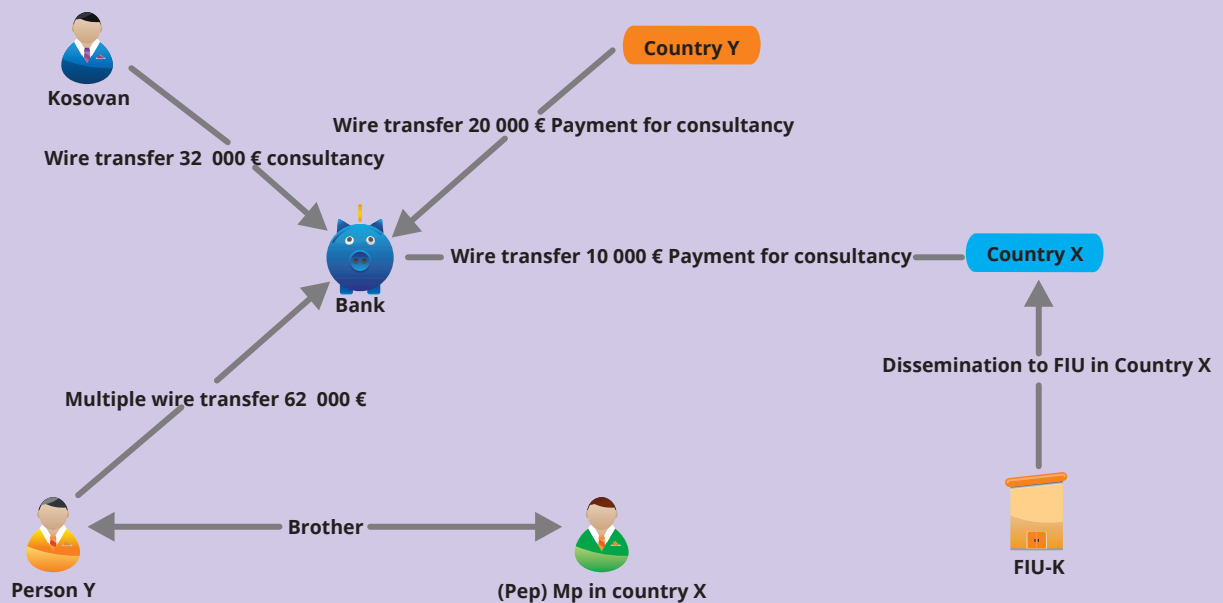 Country Y
Kosovan
Wire transfer 20 000 € Payment for consultancy
Wire transfer 32 000 € consultancy
Wire transfer 10 000 € Payment for consultancy
Country X
Bank
Dissemination to FIU in Country X
Multiple wire transfer 62 000 €
Brother
FIU-K
Person Y
(Pep) Mp in country X